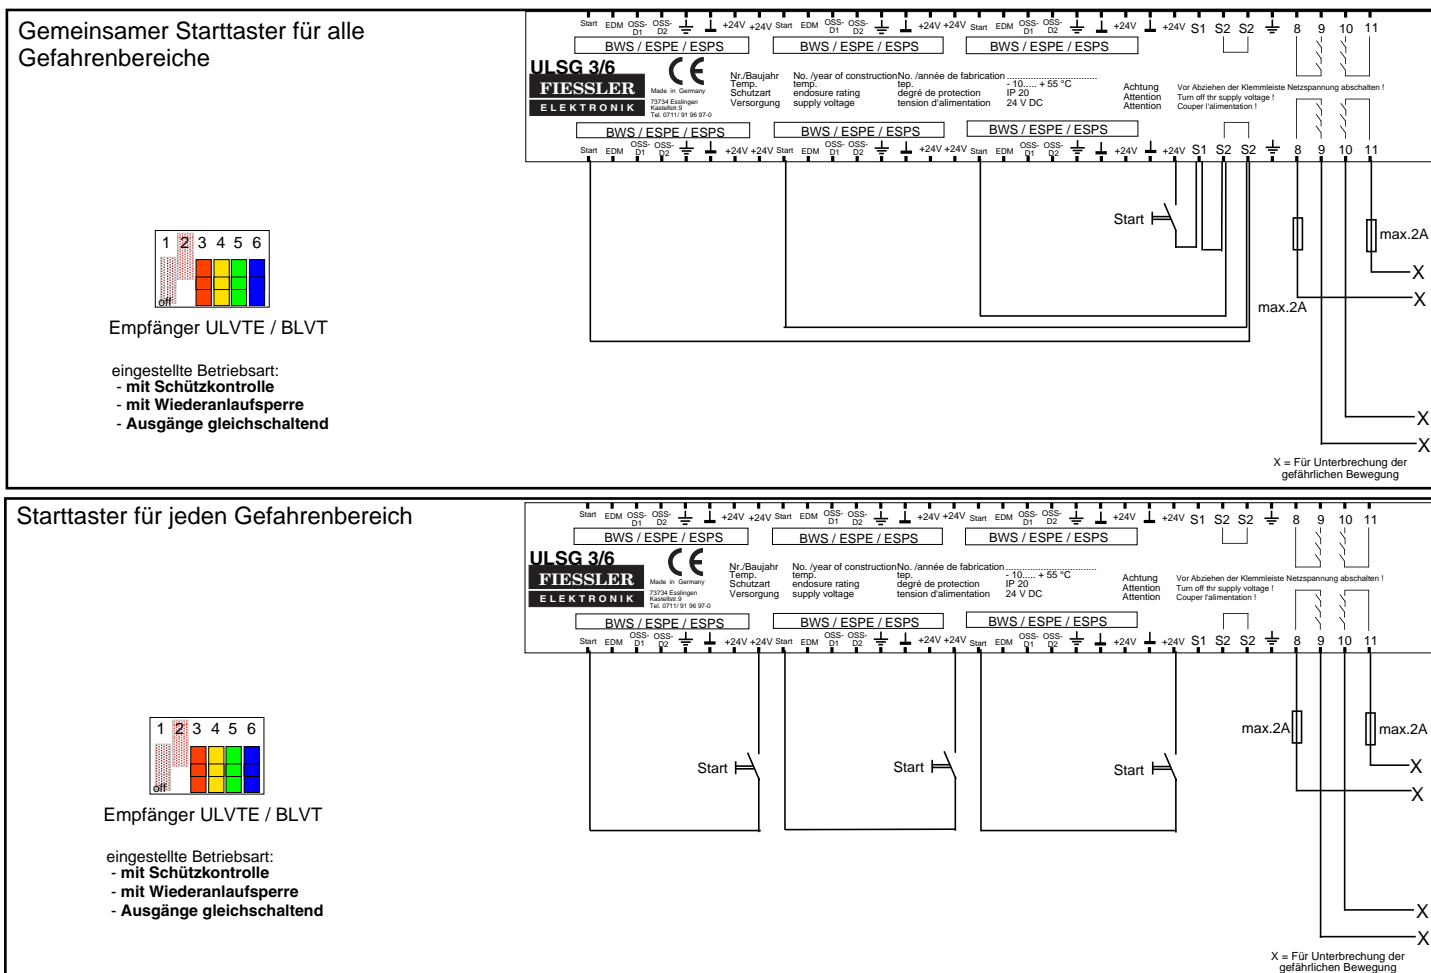 Gemeinsamer Starttaster für alle
Gefahrenbereiche
Start EDM OSS-D1 OSS-D2 +24V +24V Start EDM OSS-D1 OSS-D2 +24V +24V Start EDM OSS-D1 OSS-D2 +24V +24V S1 S2 S2 8 9 10 11
BWS / ESPE / ESPS BWS / ESPE / ESPS BWS / ESPE / ESPS
ULSG 3/6
FIESSLER
ELEKTRONIK
CE
Made in Germany
73734 Esslingen
Kastellstr.9
Tel. 0711/ 91 96 97-0
Nr./Baujahr No. /year of construction No. /année de fabrication ................................
Temp. temp. tep. - 10..... + 55 °C
Schutzart endosure rating degré de protection IP 20
Versorgung supply voltage tension d'alimentation 24 V DC
Achtung Vor Abziehen der Klemmleiste Netzspannung abschalten !
Attention Turn off thr supply voltage !
Attention Couper l'alimentation !
BWS / ESPE / ESPS BWS / ESPE / ESPS BWS / ESPE / ESPS
Start EDM OSS-D1 OSS-D2 +24V +24V Start EDM OSS-D1 OSS-D2 +24V +24V Start EDM OSS-D1 OSS-D2 +24V +24V S1 S2 S2 8 9 10 11
Start
max.2A
max.2A
X
X
X
X
X = Für Unterbrechung der
gefährlichen Bewegung
1 2 3 4 5 6
off
Empfänger ULVTE / BLVT
eingestellte Betriebsart:
- mit Schützkontrolle
- mit Wiederanlaufsperre
- Ausgänge gleichschaltend
Starttaster für jeden Gefahrenbereich
Start EDM OSS-D1 OSS-D2 +24V +24V Start EDM OSS-D1 OSS-D2 +24V +24V Start EDM OSS-D1 OSS-D2 +24V +24V S1 S2 S2 8 9 10 11
BWS / ESPE / ESPS BWS / ESPE / ESPS BWS / ESPE / ESPS
ULSG 3/6
FIESSLER
ELEKTRONIK
CE
Made in Germany
73734 Esslingen
Kastellstr.9
Tel. 0711/ 91 96 97-0
Nr./Baujahr No. /year of construction No. /année de fabrication ................................
Temp. temp. tep. - 10..... + 55 °C
Schutzart endosure rating degré de protection IP 20
Versorgung supply voltage tension d'alimentation 24 V DC
Achtung Vor Abziehen der Klemmleiste Netzspannung abschalten !
Attention Turn off thr supply voltage !
Attention Couper l'alimentation !
BWS / ESPE / ESPS BWS / ESPE / ESPS BWS / ESPE / ESPS
Start EDM OSS-D1 OSS-D2 +24V +24V Start EDM OSS-D1 OSS-D2 +24V +24V Start EDM OSS-D1 OSS-D2 +24V +24V S1 S2 S2 8 9 10 11
Start Start Start
max.2A max.2A
X
X
X
X
X = Für Unterbrechung der
gefährlichen Bewegung
1 2 3 4 5 6
off
Empfänger ULVTE / BLVT
eingestellte Betriebsart:
- mit Schützkontrolle
- mit Wiederanlaufsperre
- Ausgänge gleichschaltend